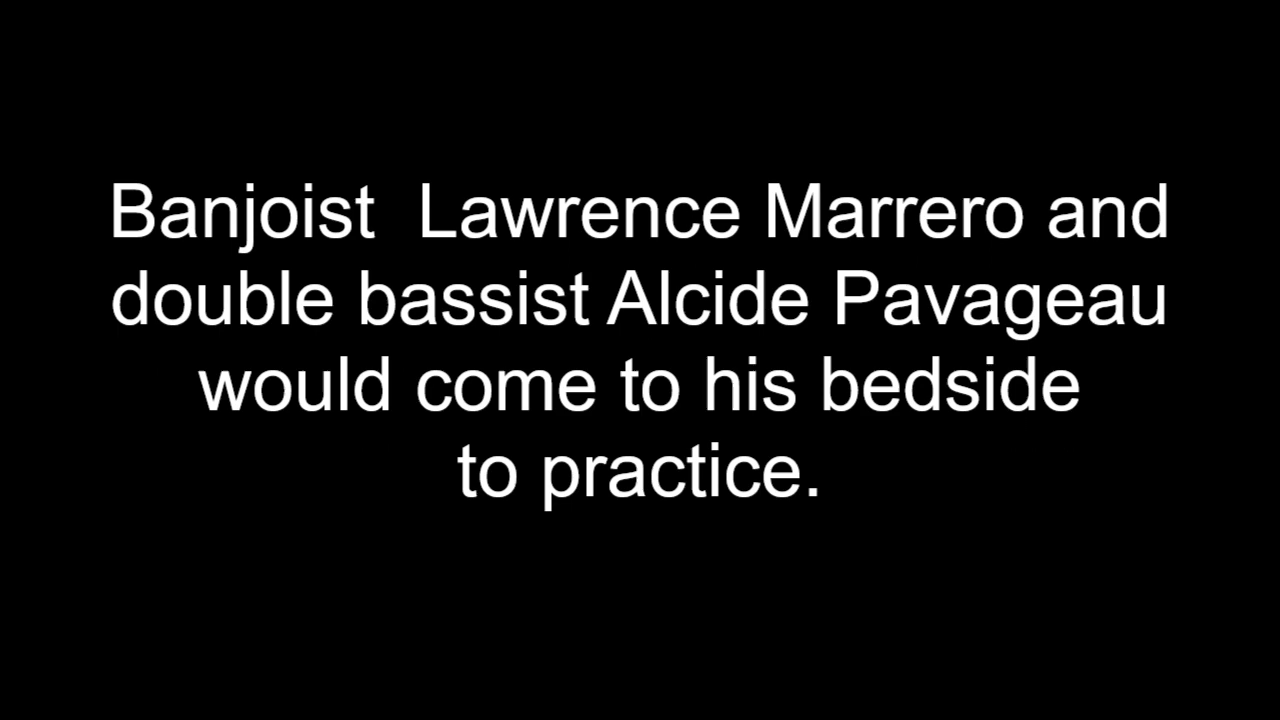 Banjoist  Lawrence Marrero and
double bassist Alcide Pavageau
would come to his bedside
to practice.